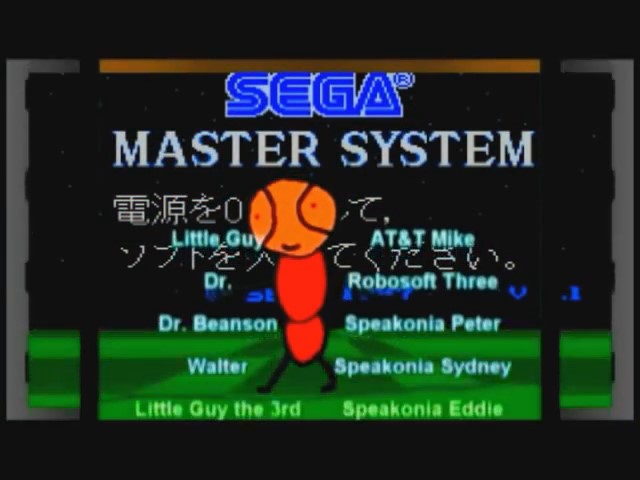 SEGA®
MASTER SYSTEM
電源をO て,
Little Guy AT&T Mike
ソフトを入 てください。
Dr. Robosoft Three
Dr. Beanson Speakonia Peter
Walter Speakonia Sydney
Little Guy the 3rd Speakonia Eddie